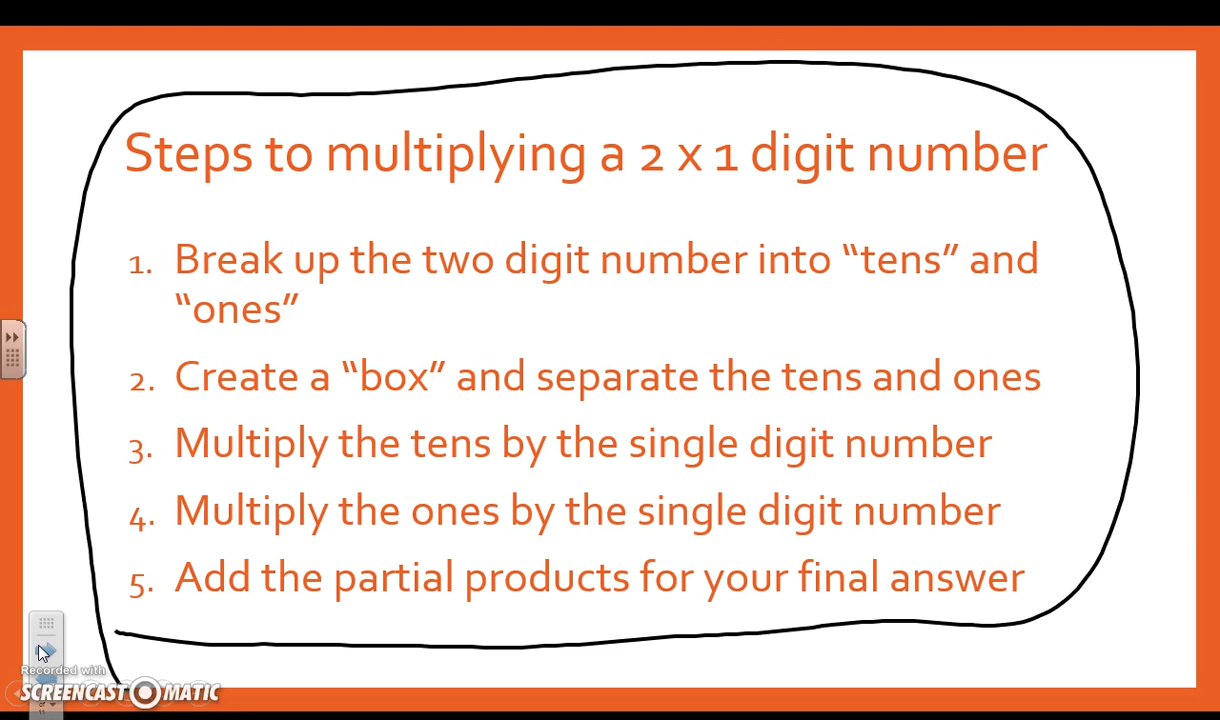 Steps to multiplying a 2 x 1 digit number
1. Break up the two digit number into “tens” and
“ones”
2. Create a “box” and separate the tens and ones
3. Multiply the tens by the single digit number
4. Multiply the ones by the single digit number
5. Add the partial products for your final answer
Recorded with
SCREENCAST-O-MATIC